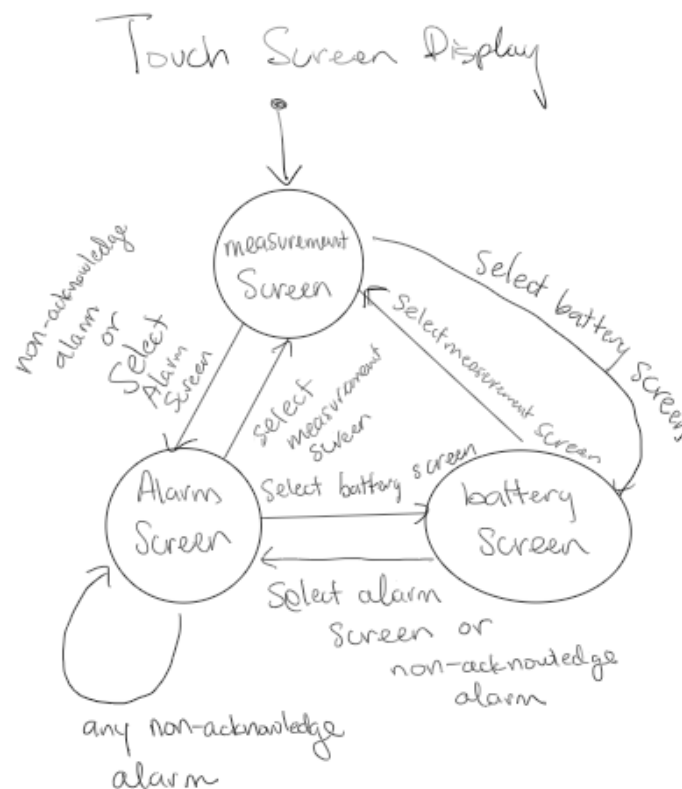 Touch Screen Display
measurement
Screen
non-acknowledge
alarm or
Select
Alarm
Screen
select
measurement
screen
Select measurement screen
Select battery screens
Alarm
Screen
Select battery screen
battery
Screen
Select alarm
screen or
non-acknowledge
alarm
any non-acknowledge
alarm